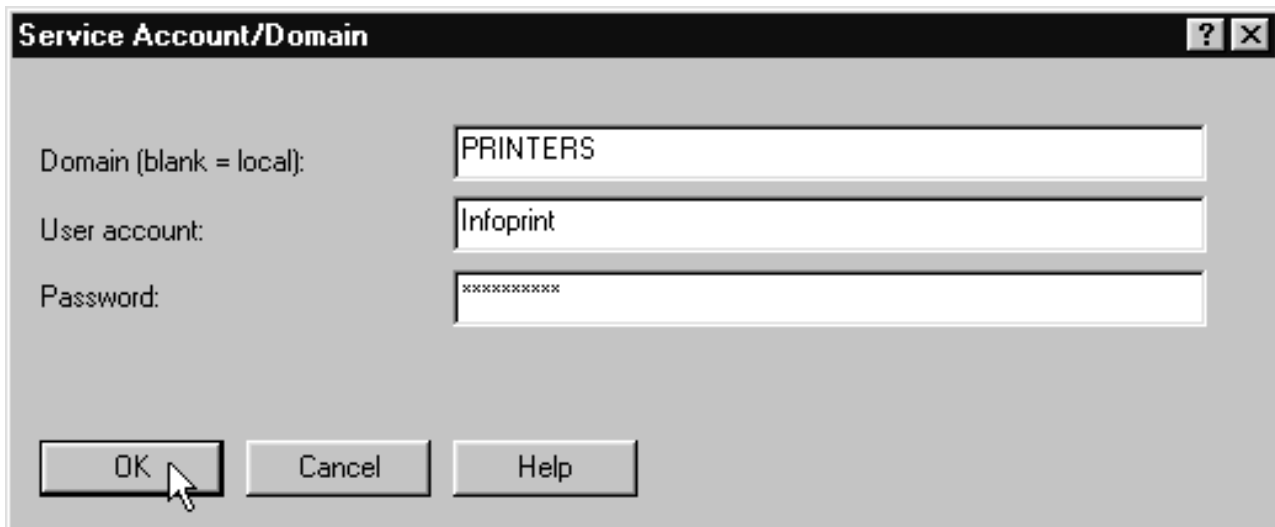 Service Account/Domain
Domain (blank = local): PRINTERS
User account: Infoprint
Password: **********
OK Cancel Help